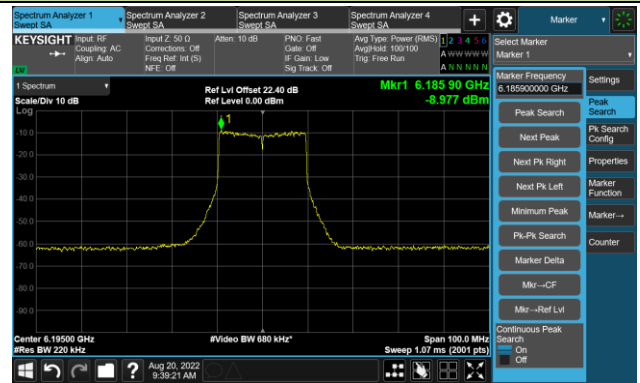 Spectrum Analyzer 1
Swept SA
Spectrum Analyzer 2
Swept SA
Spectrum Analyzer 3
Swept SA
Spectrum Analyzer 4
Swept SA
+
Marker
KEYSIGHT
Input: RF
Coupling: AC
Align: Auto
Input Z: 50 Ω
Corrections: Off
Freq Ref: Int (S)
NFE: Off
Atten: 10 dB
PNO: Fast
Gate: Off
IF Gain: Low
Sig Track: Off
Avg Type: Power (RMS)
Avg|Hold: 100/100
Trig: Free Run
1 2 3 4 5 6
A W W W W W
A N N N N N
LW
Select Marker
Marker 1
1 Spectrum
Scale/Div 10 dB
Log
Ref Lvl Offset 22.40 dB
Ref Level 0.00 dBm
Mkr1 6.185 90 GHz
-8.977 dBm
1
-10.0
-20.0
-30.0
-40.0
-50.0
-60.0
-70.0
-80.0
-90.0
Center 6.19500 GHz
#Res BW 220 kHz
#Video BW 680 kHz*
Span 100.0 MHz
Sweep 1.07 ms (2001 pts)
Marker Frequency
6.185900000 GHz
Peak Search
Next Peak
Next Pk Right
Next Pk Left
Minimum Peak
Pk-Pk Search
Marker Delta
Mkr→CF
Mkr→Ref Lvl
Continuous Peak
Search
On
Off
Settings
Peak
Search
Pk Search
Config
Properties
Marker
Function
Marker→
Counter
?
Aug 20, 2022
9:39:21 AM